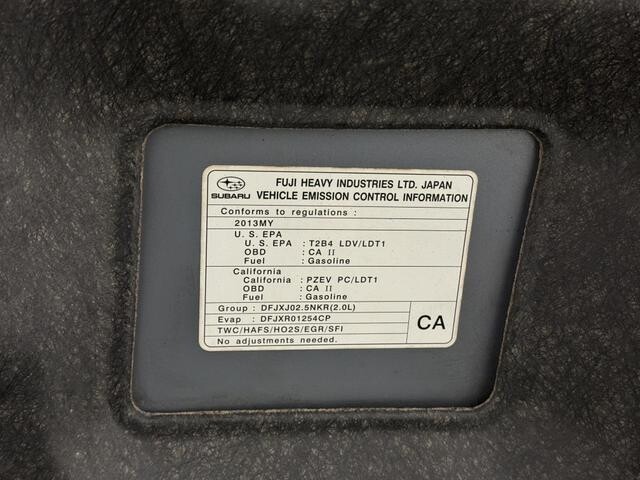 FUJI HEAVY INDUSTRIES LTD. JAPAN
SUBARU VEHICLE EMISSION CONTROL INFORMATION
Conforms to regulations :
2013MY
U. S. EPA
U. S. EPA : T2B4 LDV/LDT1
OBD : CA II
Fuel : Gasoline
California
California : PZEV PC/LDT1
OBD : CA II
Fuel : Gasoline
Group : DFJXJ02.5NKR(2.0L)
Evap : DFJXR01254CP
TWC/HAFS/HO2S/EGR/SFI
No adjustments needed.
CA